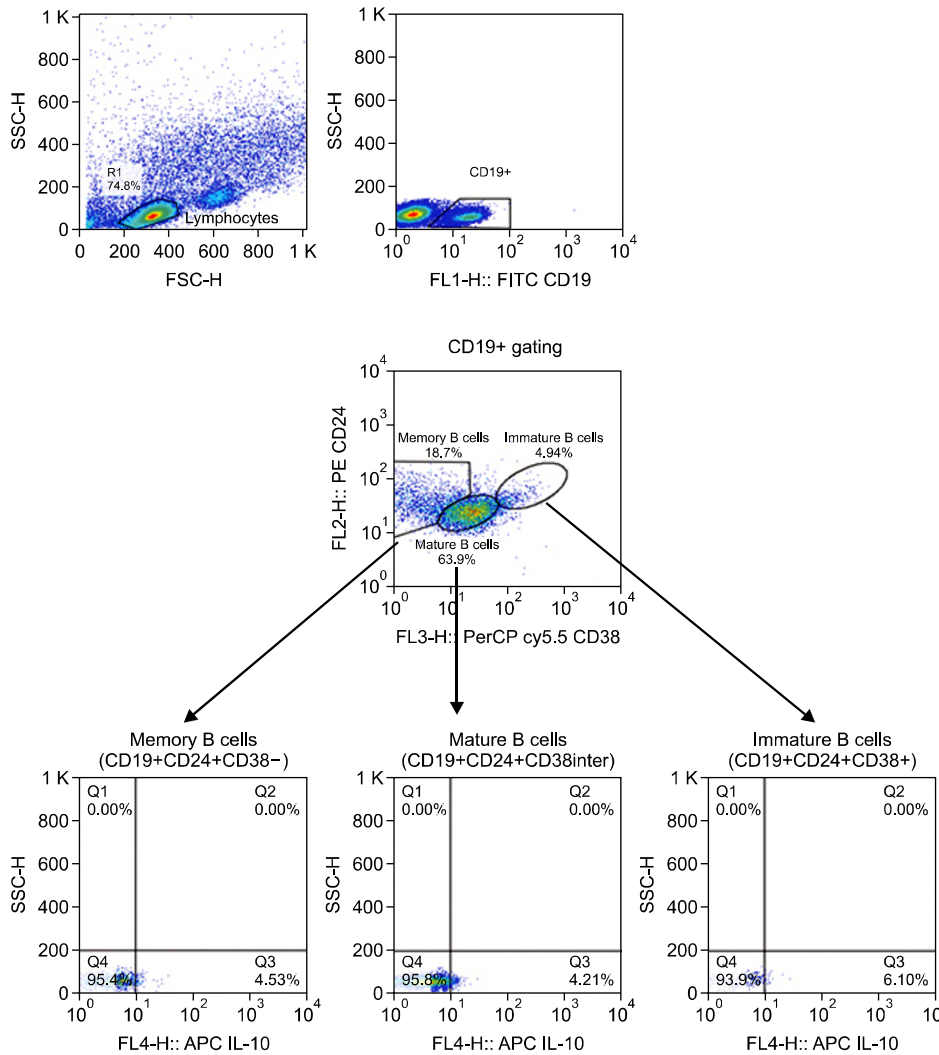 1 K
800
600
400
200
0
SSC-H
R1
74.8%
Lymphocytes
0 200 400 600 800 1 K
FSC-H
1 K
800
600
400
200
0
SSC-H
CD19+
10^0 10^1 10^2 10^3 10^4
FL1-H:: FITC CD19
CD19+ gating
10^4
10^3
10^2
10^1
10^0
FL2-H:: PE CD24
Memory B cells
18.7%
Immature B cells
4.94%
Mature B cells
63.9%
10^0 10^1 10^2 10^3 10^4
FL3-H:: PerCP cy5.5 CD38
Memory B cells
(CD19+CD24+CD38−)
1 K
800
600
400
200
0
SSC-H
Q1
0.00%
Q2
0.00%
Q4
95.4%
Q3
4.53%
10^0 10^1 10^2 10^3 10^4
FL4-H:: APC IL-10
Mature B cells
(CD19+CD24+CD38inter)
1 K
800
600
400
200
0
SSC-H
Q1
0.00%
Q2
0.00%
Q4
95.8%
Q3
4.21%
10^0 10^1 10^2 10^3 10^4
FL4-H:: APC IL-10
Immature B cells
(CD19+CD24+CD38+)
1 K
800
600
400
200
0
SSC-H
Q1
0.00%
Q2
0.00%
Q4
93.9%
Q3
6.10%
10^0 10^1 10^2 10^3 10^4
FL4-H:: APC IL-10